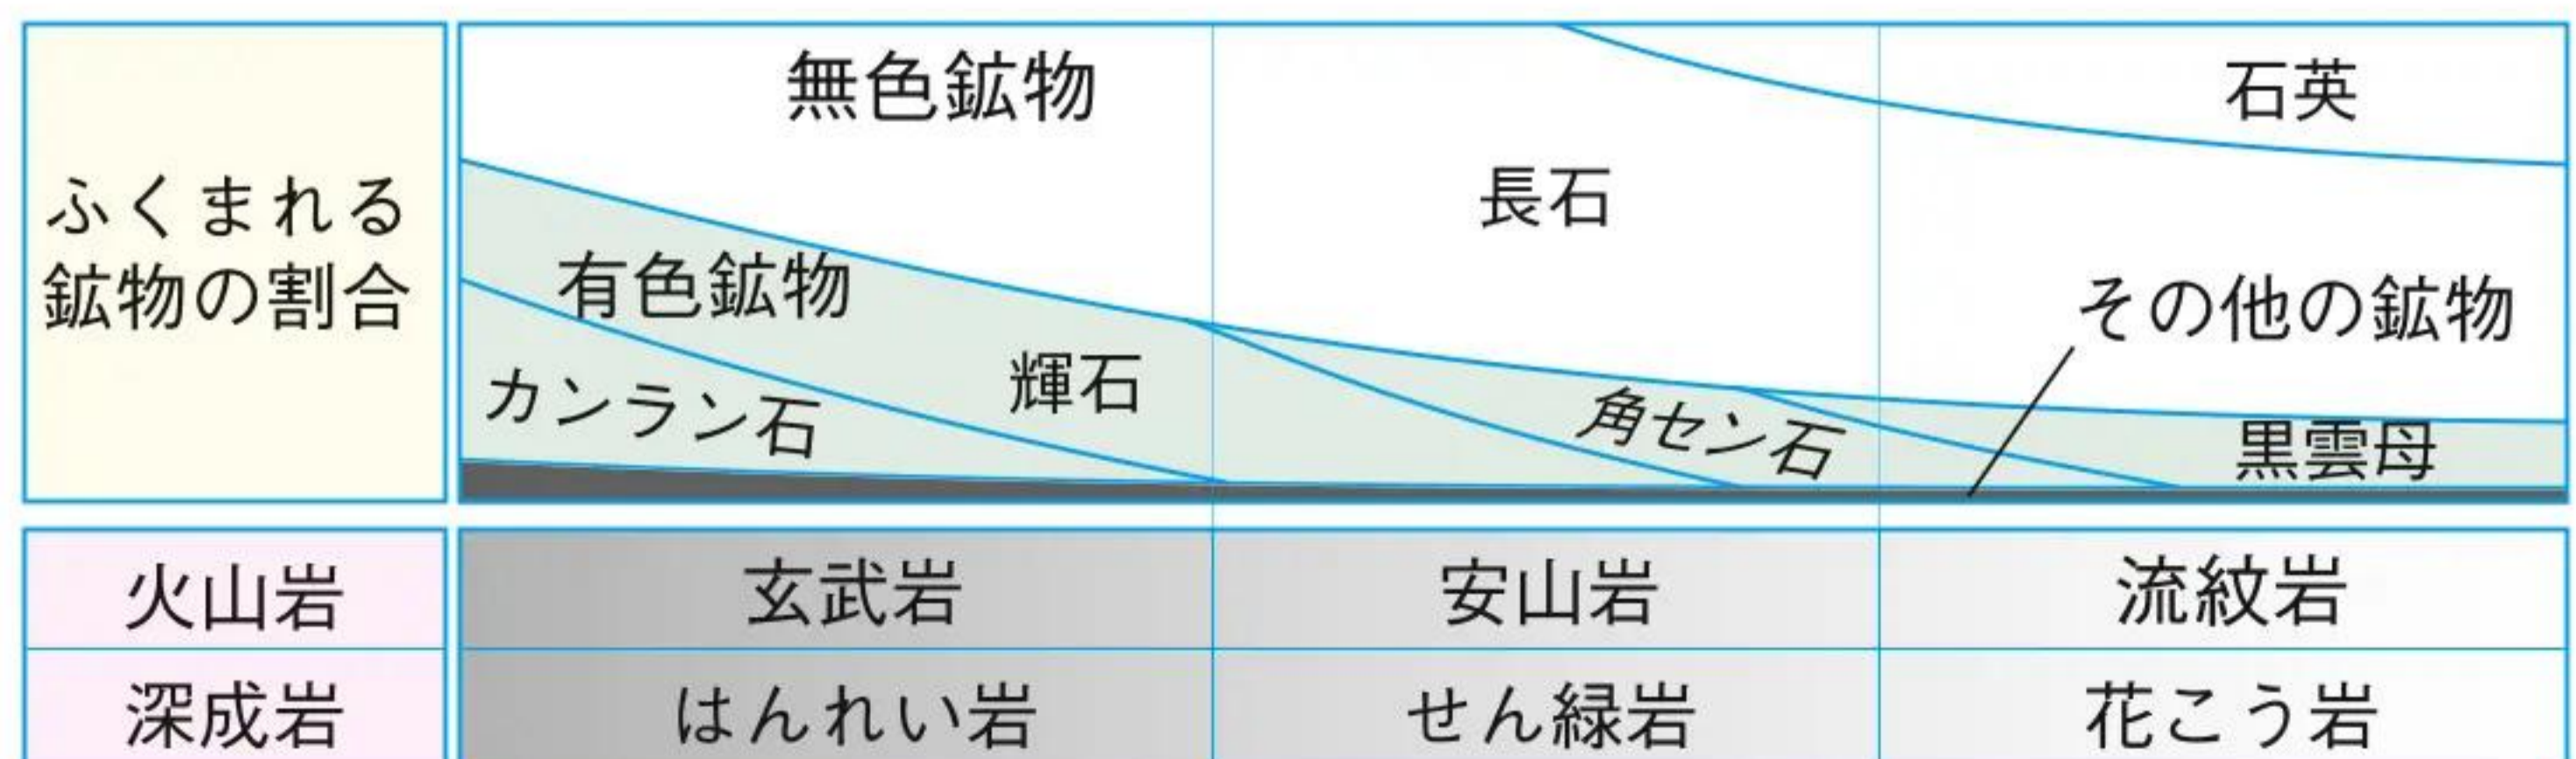 ふくまれる
鉱物の割合
無色鉱物
石英
長石
有色鉱物
その他の鉱物
輝石
カンラン石
角セン石
黒雲母
火山岩
玄武岩
安山岩
流紋岩
深成岩
はんれい岩
せん緑岩
花こう岩